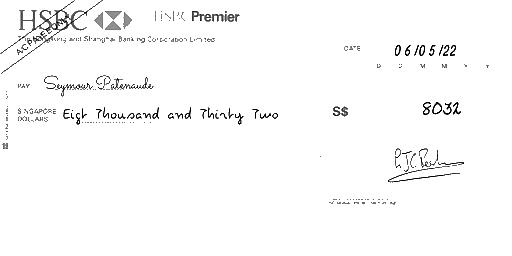 HSBC HSBC Premier
A/C PAYEE ONLY
The Hongkong and Shanghai Banking Corporation Limited
DATE 06/05/22
D D M M Y Y
PAY Seymour Patenaude
SINGAPORE DOLLARS Eight Thousand and Thirty Two
S$ 8032